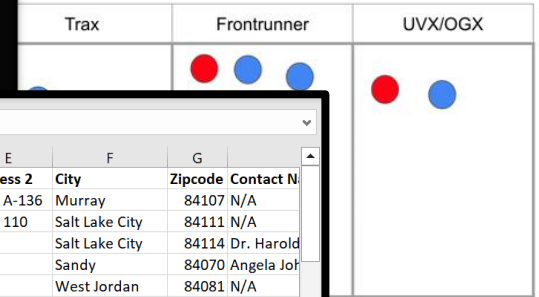 Trax Frontrunner UVX/OGX
E F G
ess 2 City Zipcode Contact N
A-136 Murray 84107 N/A
110 Salt Lake City 84111 N/A
Salt Lake City 84114 Dr. Harold
Sandy 84070 Angela Joh
West Jordan 84081 N/A